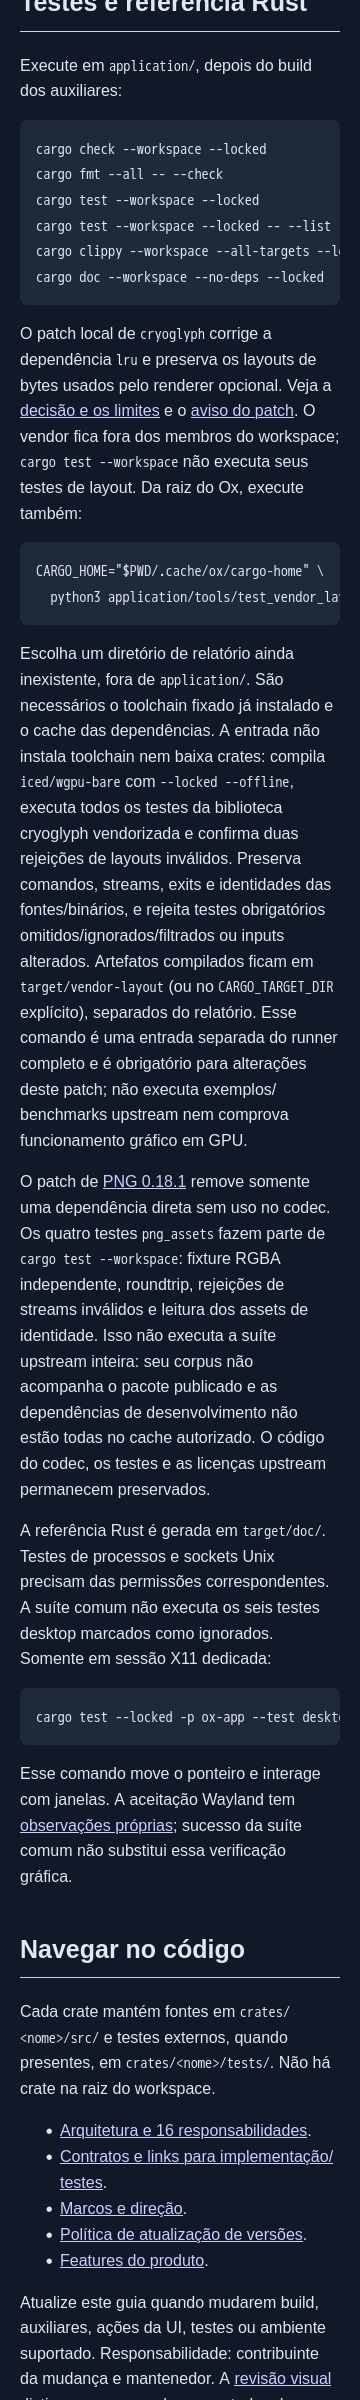 Testes e referência Rust
Execute em application/, depois do build
dos auxiliares:
cargo check --workspace --locked
cargo fmt --all -- --check
cargo test --workspace --locked
cargo test --workspace --locked -- --list
cargo clippy --workspace --all-targets
cargo doc --workspace --no-deps --locked
O patch local de cryoglyph corrige a
dependência lru e preserva os layouts de
bytes usados pelo renderer opcional. Veja a
decisão e os limites e o aviso do patch. O
vendor fica fora dos membros do workspace;
cargo test --workspace não executa seus
testes de layout. Da raiz do Ox, execute
também:
CARGO_HOME="$PWD/.cache/ox/cargo-home" \
python3
Escolha um diretório de relatório ainda
inexistente, fora de application/. São
necessários o toolchain fixado já instalado e
o cache das dependências. A entrada não
instala toolchain nem baixa crates: compila
iced/wgpu-bare com --locked --offline,
executa todos os testes da biblioteca
cryoglyph vendorizada e confirma duas
rejeições de layouts inválidos. Preserva
comandos, streams, exits e identidades das
fontes/binários, e rejeita testes obrigatórios
omitidos/ignorados/filtrados ou inputs
alterados. Artefatos compilados ficam em
target/vendor-layout (ou no CARGO_TARGET_DIR
explícito), separados do relatório. Esse
comando é uma entrada separada do runner
completo e é obrigatório para alterações
deste patch; não executa exemplos/
benchmarks upstream nem comprova
funcionamento gráfico em GPU.
O patch de PNG 0.18.1 remove somente
uma dependência direta sem uso no codec.
Os quatro testes png_assets fazem parte de
cargo test --workspace: fixture RGBA
independente, roundtrip, rejeições de
streams inválidos e leitura dos assets de
identidade. Isso não executa a suíte
upstream inteira: seu corpus não
acompanha o pacote publicado e as
dependências de desenvolvimento não
estão todas no cache autorizado. O código
do codec, os testes e as licenças upstream
permanecem preservados.
A referência Rust é gerada em target/doc/.
Testes de processos e sockets Unix
precisam das permissões correspondentes.
A suíte comum não executa os seis testes
desktop marcados como ignorados.
Somente em sessão X11 dedicada:
cargo test --locked -p ox-app --test
Esse comando move o ponteiro e interage
com janelas. A aceitação Wayland tem
observações próprias; sucesso da suíte
comum não substitui essa verificação
gráfica.
Navegar no código
Cada crate mantém fontes em crates/
<nome>/src/ e testes externos, quando
presentes, em crates/<nome>/tests/. Não há
crate na raiz do workspace.
• Arquitetura e 16 responsabilidades.
• Contratos e links para implementação/
testes.
• Marcos e direção.
• Política de atualização de versões.
• Features do produto.
Atualize este guia quando mudarem build,
auxiliares, ações da UI, testes ou ambiente
suportado. Responsabilidade: contribuinte
da mudança e mantenedor. A revisão visual